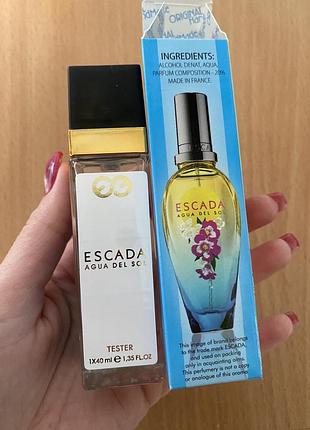 ORIGINAL
INGREDIENTS:
ALCOHOL DENAT, AQUA,
PARFUM COMPOSITION - 20%
MADE IN FRANCE.
ESCADA
AGUA DEL SOL
ESCADA
AGUA DEL SOL
TESTER
1X40 ml e 1,35 FL.OZ
This image of brand belongs
to the trade mark ESCADA,
and used on packing
only in acquainting aims.
This perfumery is not a copy
or analogue of this aroma